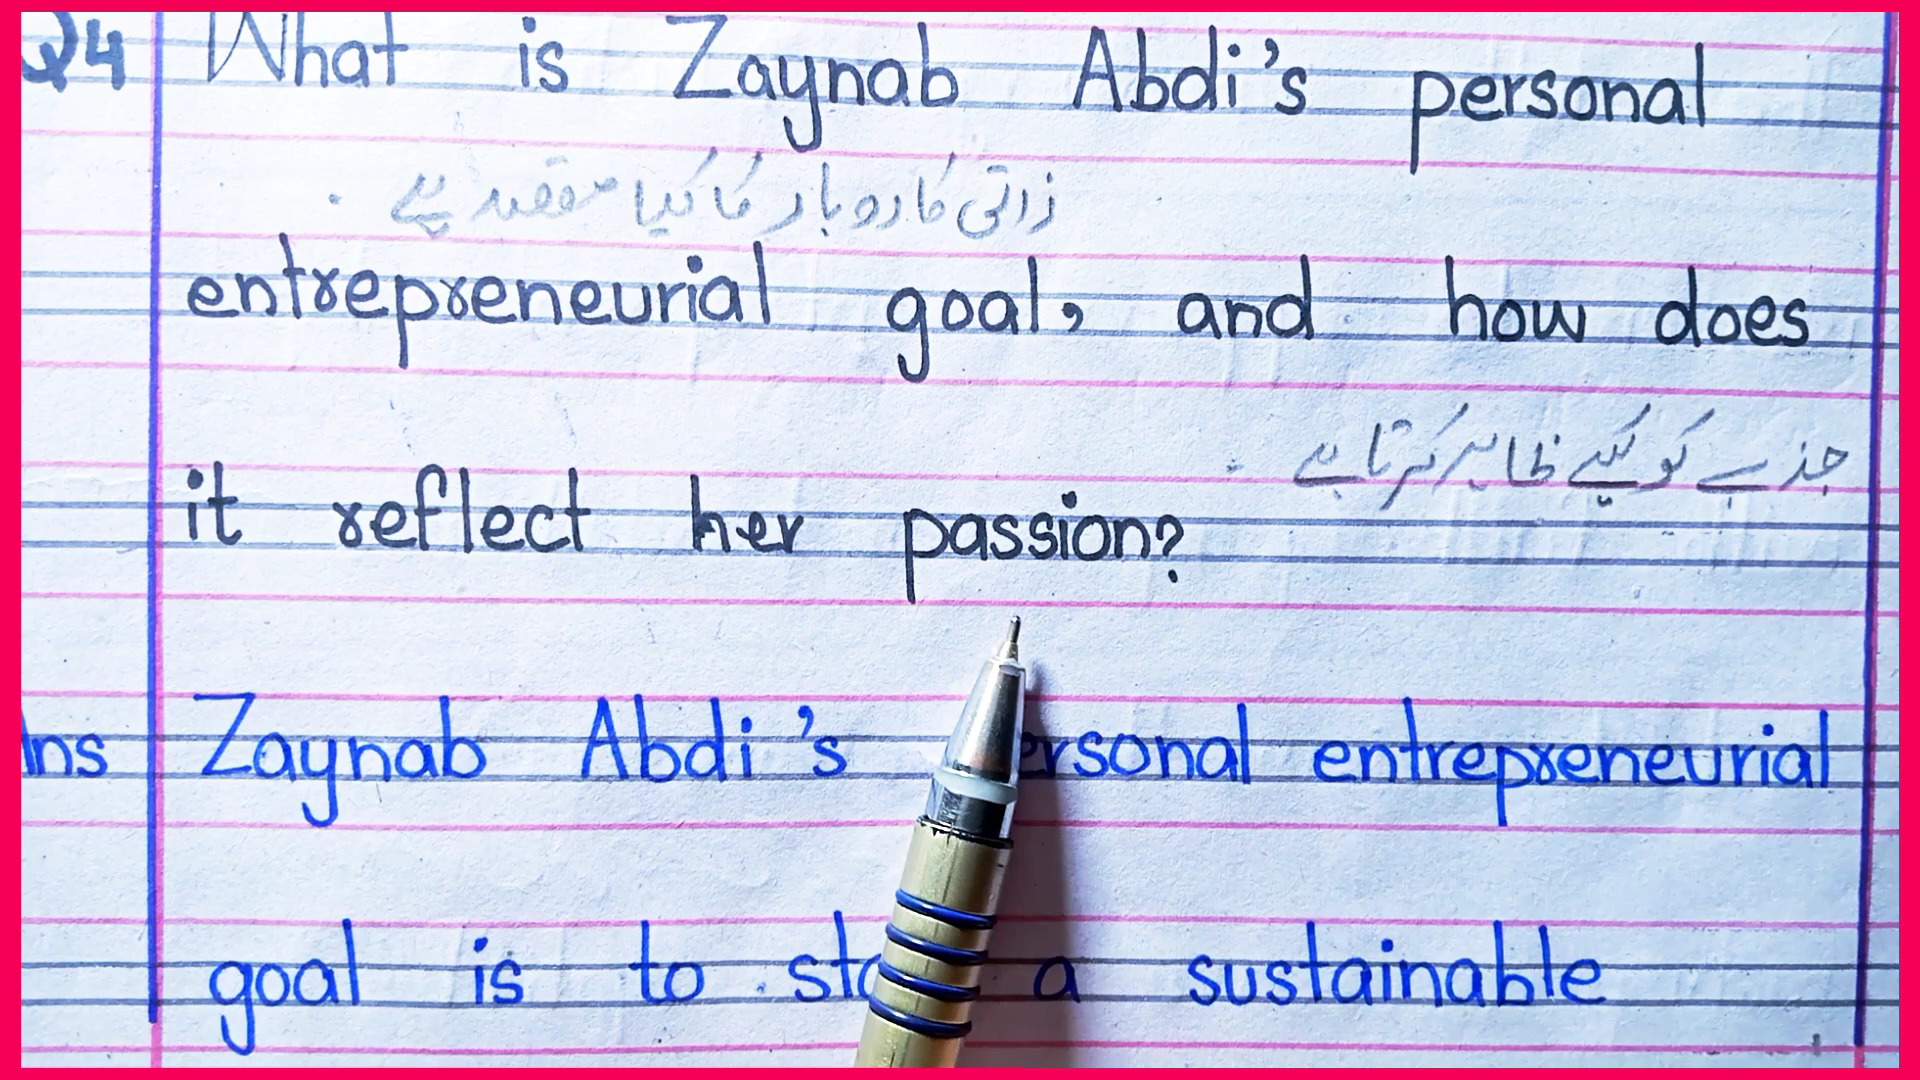 Q4 What is Zaynab Abdi's personal
ذاتی کاروبار کا کیا مقصد ہے۔
entrepreneurial goal, and how does
جذبے کو کیسے ظاہر کرتا ہے۔
it reflect her passion?
Ans Zaynab Abdi's personal entrepreneurial
goal is to a sustainable